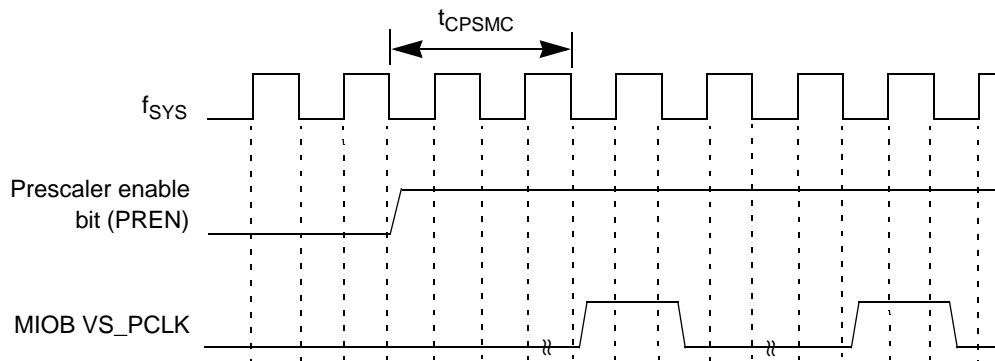 tCPSMC
fSYS
Prescaler enable
bit (PREN)
MIOB VS_PCLK